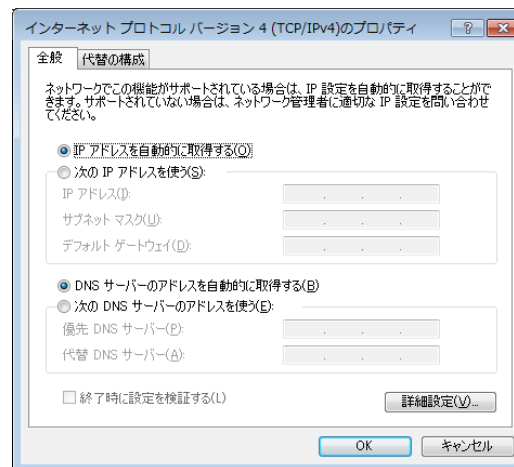 インターネット プロトコル バージョン 4 (TCP/IPv4)のプロパティ
全般
代替の構成
ネットワークでこの機能がサポートされている場合は、IP 設定を自動的に取得することがで
きます。サポートされていない場合は、ネットワーク管理者に適切な IP 設定を問い合わせ
てください。
IP アドレスを自動的に取得する(O)
次の IP アドレスを使う(S):
IP アドレス(I):
サブネット マスク(U):
デフォルト ゲートウェイ(D):
DNS サーバーのアドレスを自動的に取得する(B)
次の DNS サーバーのアドレスを使う(E):
優先 DNS サーバー(P):
代替 DNS サーバー(A):
終了時に設定を検証する(L)
詳細設定(V)...
OK
キャンセル